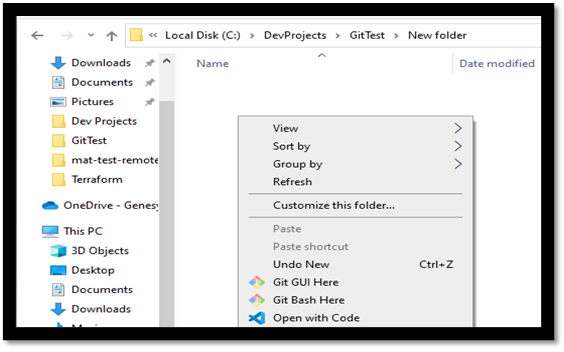 « Local Disk (C:) > DevProjects > GitTest > New folder
Name Date modified
Downloads
Documents
Pictures
Dev Projects
GitTest
mat-test-remote
Terraform
OneDrive - Genesy
This PC
3D Objects
Desktop
Documents
Downloads
View
Sort by
Group by
Refresh
Customize this folder...
Paste
Paste shortcut
Undo New Ctrl+Z
Git GUI Here
Git Bash Here
Open with Code